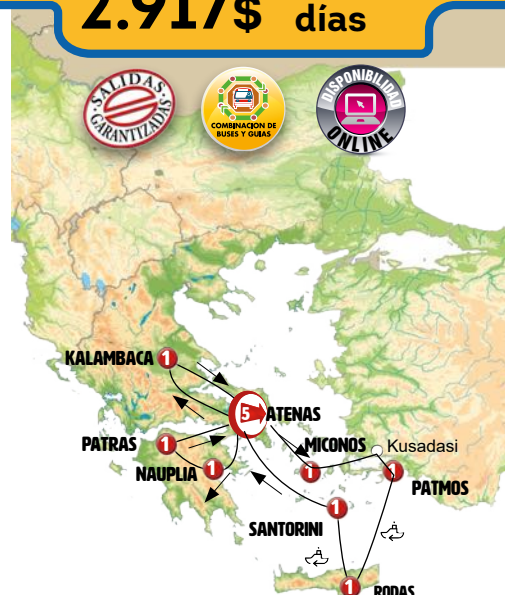 2.917$ días
SALIDAS
GARANTIZADAS
COMBINACIÓN DE
BUSES Y GUIAS
DISPONIBILIDAD
ONLINE
KALAMBACA 1
5 ATENAS
PATRAS 1
MICONOS Kusadasi
1
NAUPLIA 1
1
PATMOS
1
SANTORINI
1 RODAS